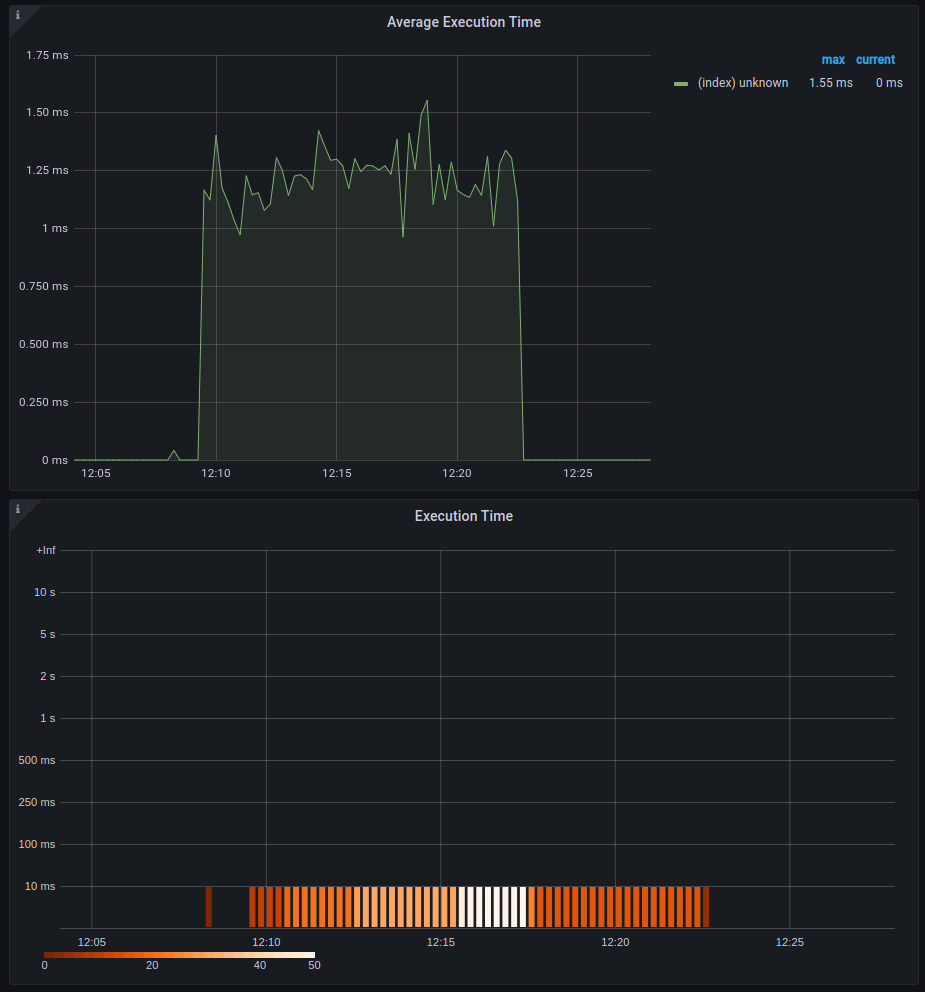 i
Average Execution Time
max current
(index) unknown 1.55 ms 0 ms
1.75 ms
1.50 ms
1.25 ms
1 ms
0.750 ms
0.500 ms
0.250 ms
0 ms
12:05 12:10 12:15 12:20 12:25
i
Execution Time
+Inf
10 s
5 s
2 s
1 s
500 ms
250 ms
100 ms
10 ms
12:05 12:10 12:15 12:20 12:25
0 20 40 50